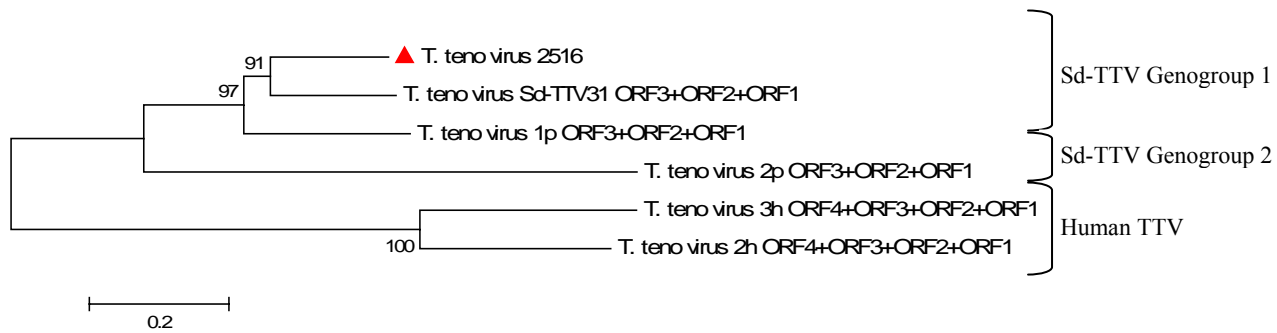 T. teno virus 2516
91
Sd-TTV Genogroup 1
T. teno virus Sd-TTV31 ORF3+ORF2+ORF1
97
T. teno virus 1p ORF3+ORF2+ORF1
Sd-TTV Genogroup 2
T. teno virus 2p ORF3+ORF2+ORF1
T. teno virus 3h ORF4+ORF3+ORF2+ORF1
Human TTV
100
T. teno virus 2h ORF4+ORF3+ORF2+ORF1
0.2